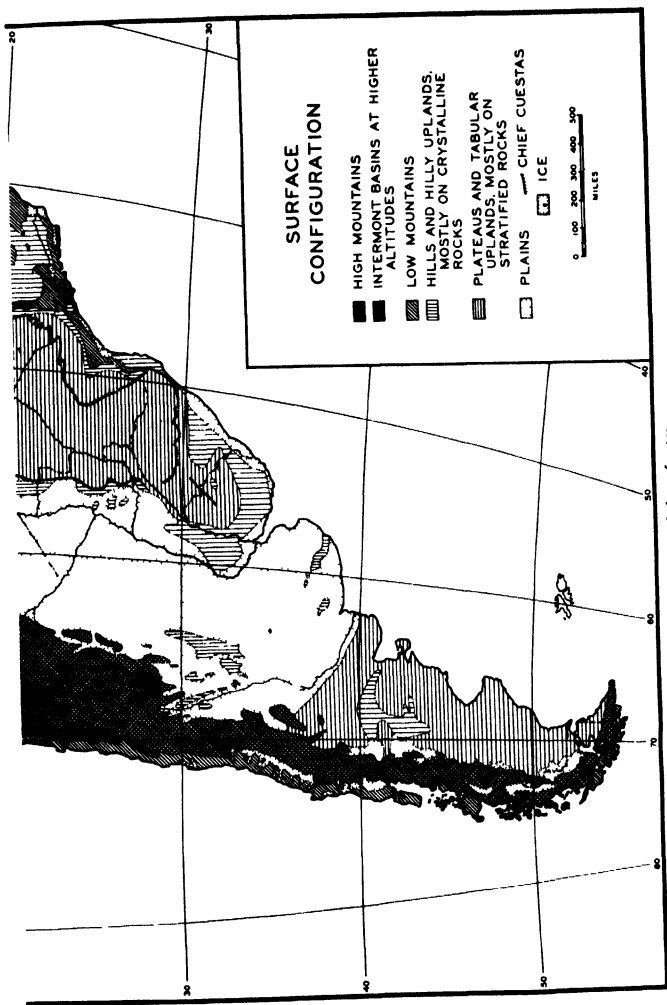 20
30
SURFACE
CONFIGURATION
HIGH MOUNTAINS
INTERMONT BASINS AT HIGHER
ALTITUDES
LOW MOUNTAINS
HILLS AND HILLY UPLANDS,
MOSTLY ON CRYSTALLINE
ROCKS
PLATEAUS AND TABULAR
UPLANDS, MOSTLY ON
STRATIFIED ROCKS
PLAINS CHIEF CUESTAS
ICE
0 100 200 300 400 500
MILES
40
50
60
70
80
30
40
50